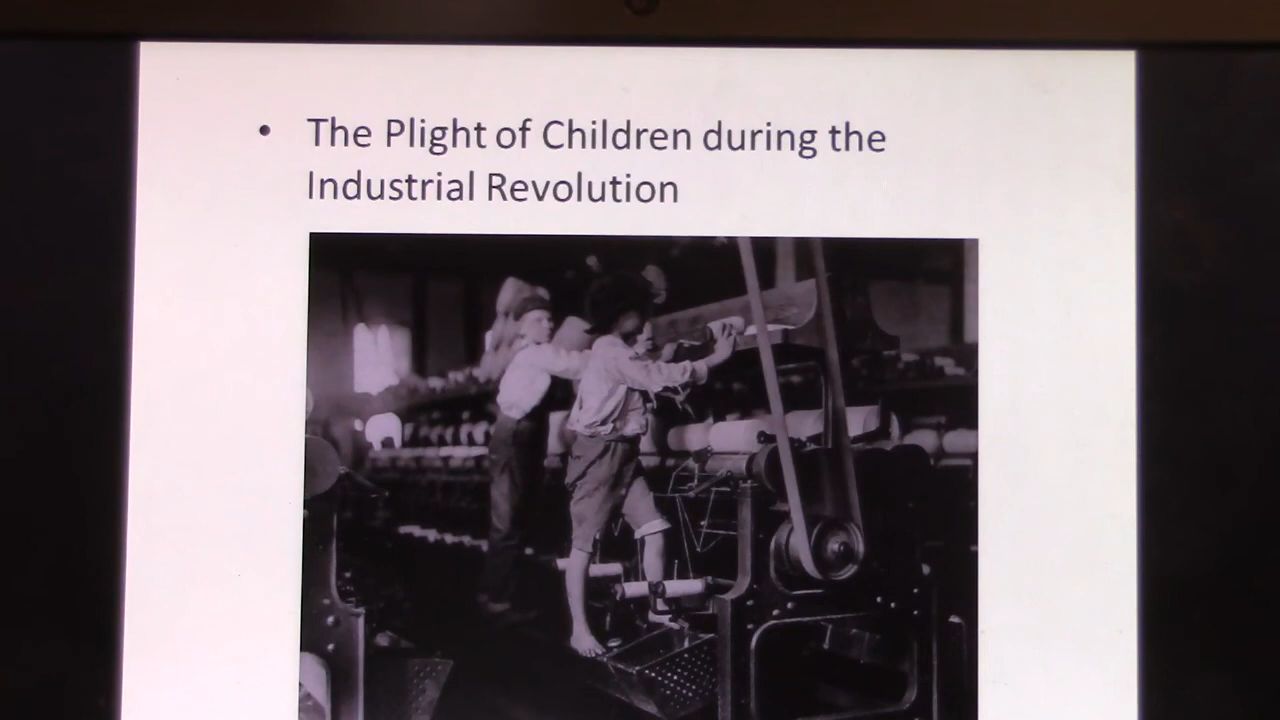 • The Plight of Children during the
Industrial Revolution